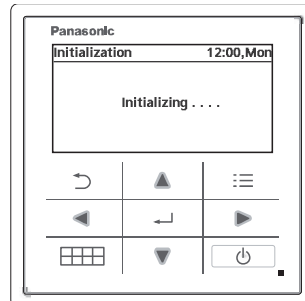 Panasonic
Initialization 12:00,Mon
Initializing . . . .